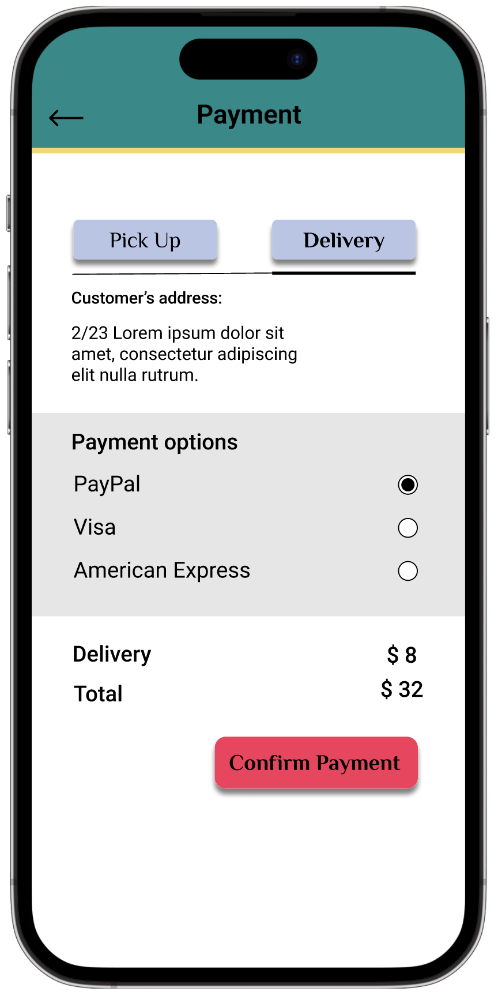 Payment
Pick Up
Delivery
Customer’s address:
2/23 Lorem ipsum dolor sit
amet, consectetur adipiscing
elit nulla rutrum.
Payment options
PayPal
Visa
American Express
Delivery $ 8
Total $ 32
Confirm Payment